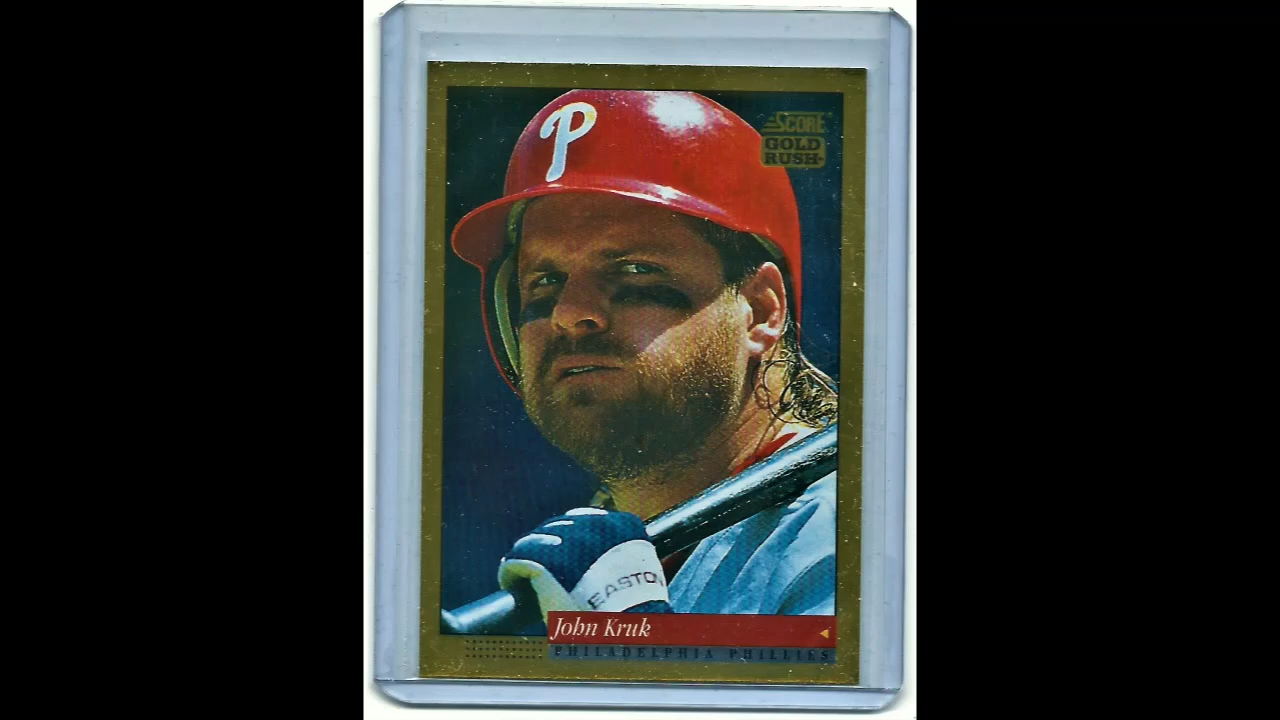 P
SCORE
GOLD
RUSH
EASTON
John Kruk
PHILADELPHIA PHILLIES